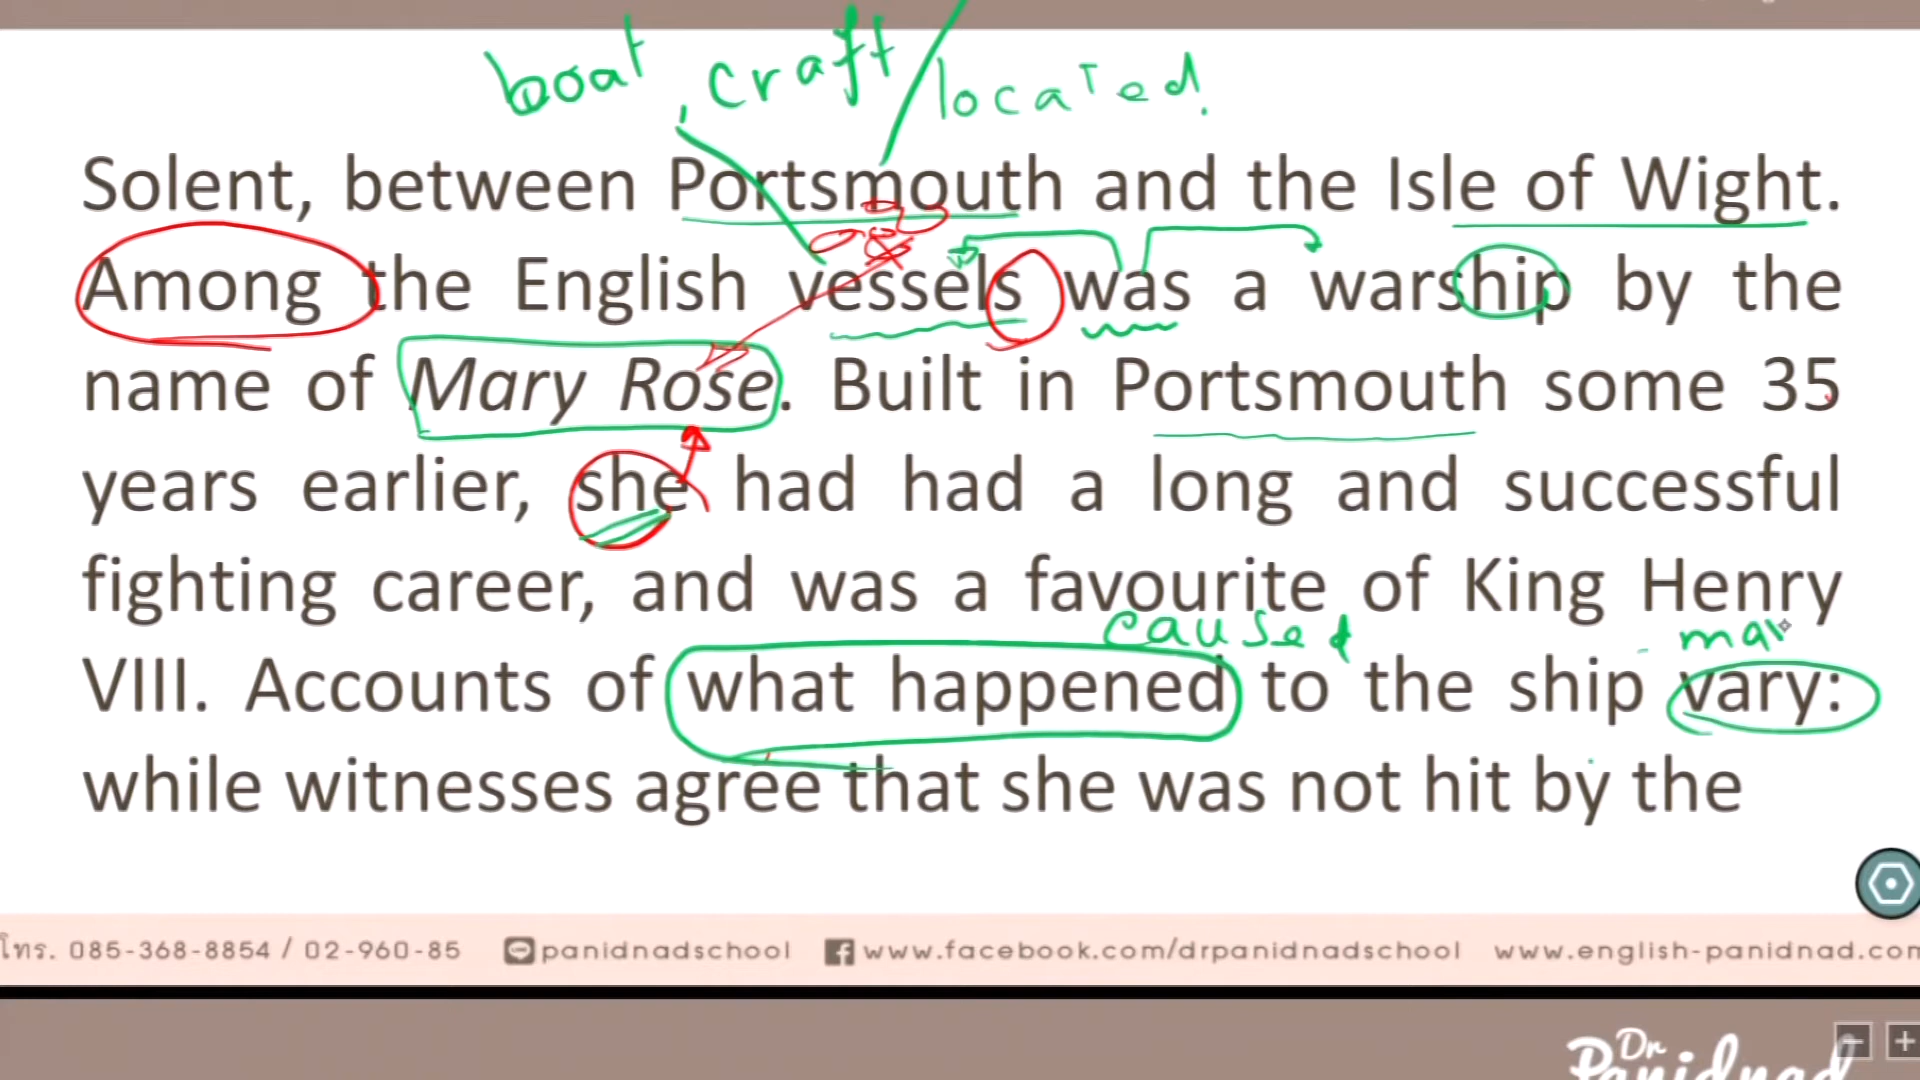 boat, craft / located.
Solent, between Portsmouth and the Isle of Wight.
Among the English vessels was a warship by the
name of Mary Rose. Built in Portsmouth some 35
years earlier, she had had a long and successful
fighting career, and was a favourite of King Henry
caused
VIII. Accounts of what happened to the ship vary:
while witnesses agree that she was not hit by the
โทร. 085-368-8854 / 02-960-85 panidnadschool www.facebook.com/drpanidnadschool www.english-panidnad.com
Dr
Panidnad